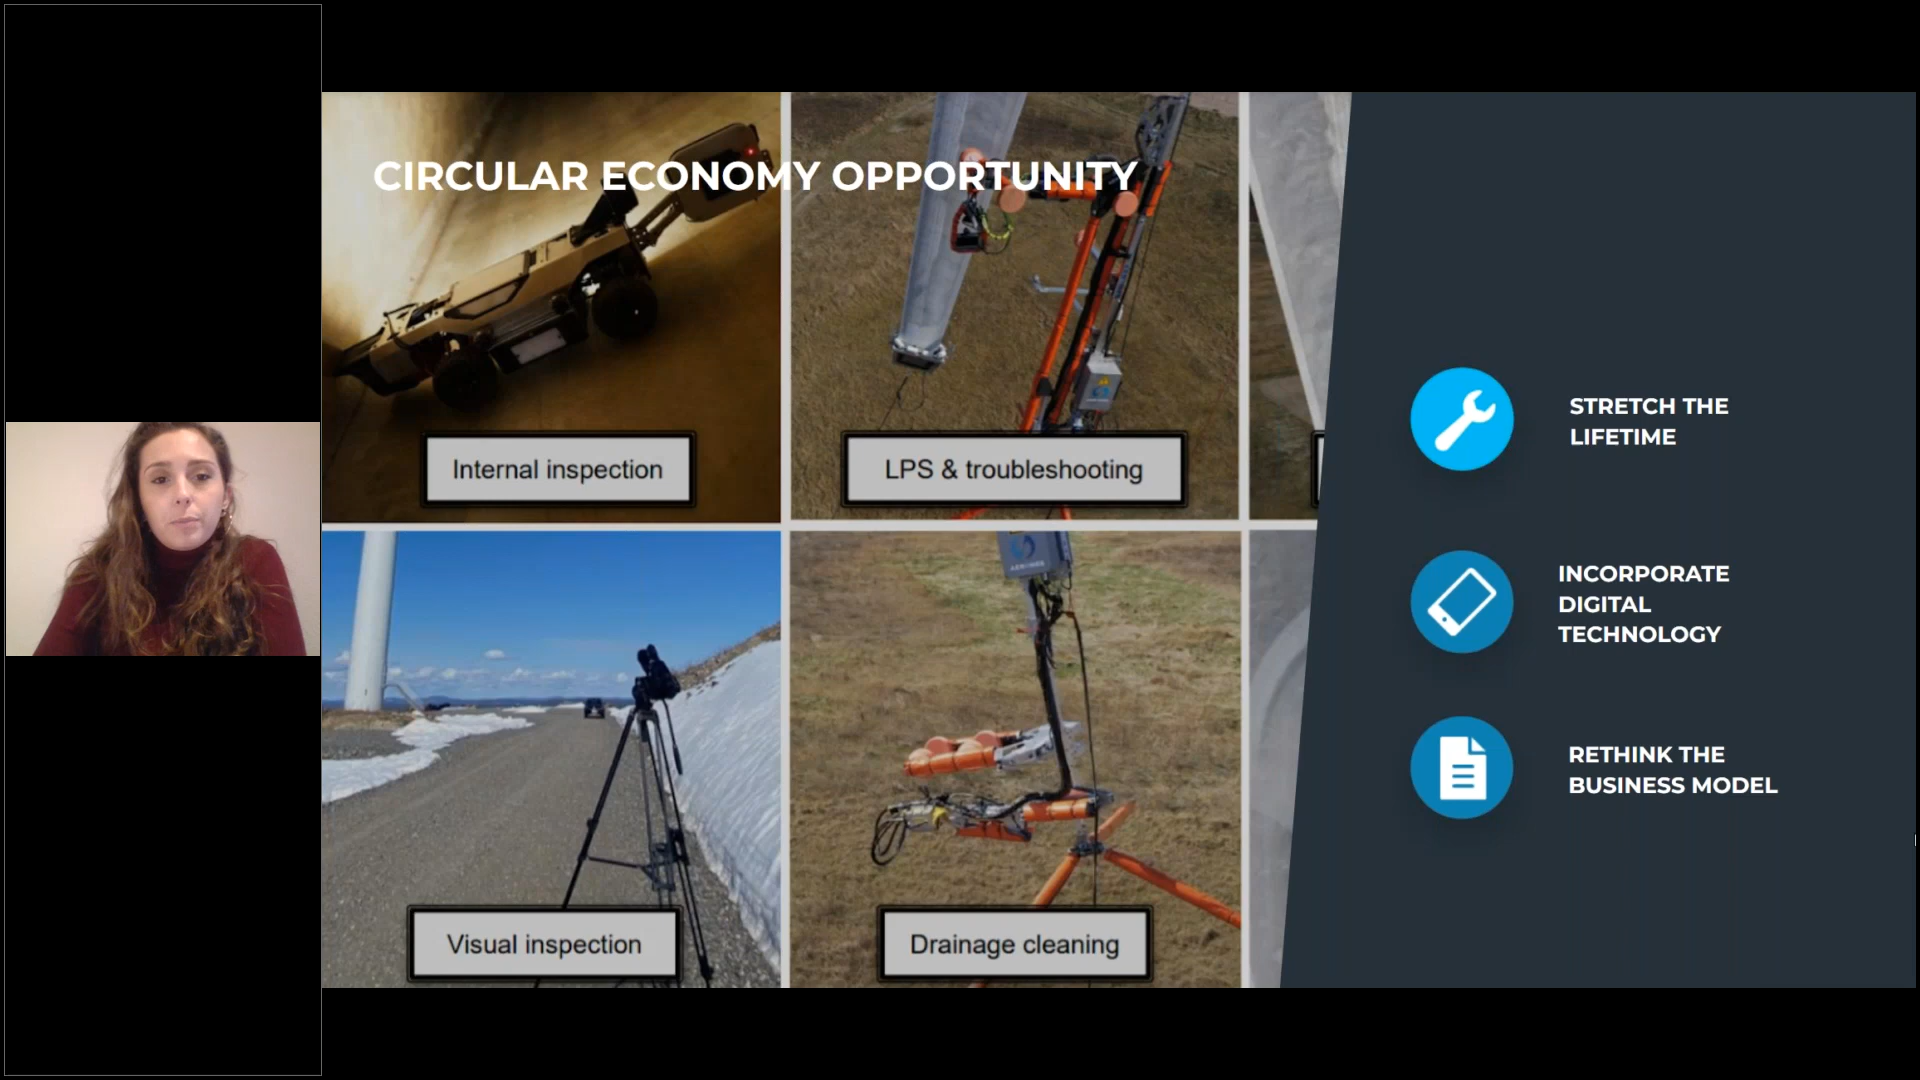 CIRCULAR ECONOMY OPPORTUNITY
Internal inspection
LPS & troubleshooting
Visual inspection
Drainage cleaning
STRETCH THE
LIFETIME
INCORPORATE
DIGITAL
TECHNOLOGY
RETHINK THE
BUSINESS MODEL